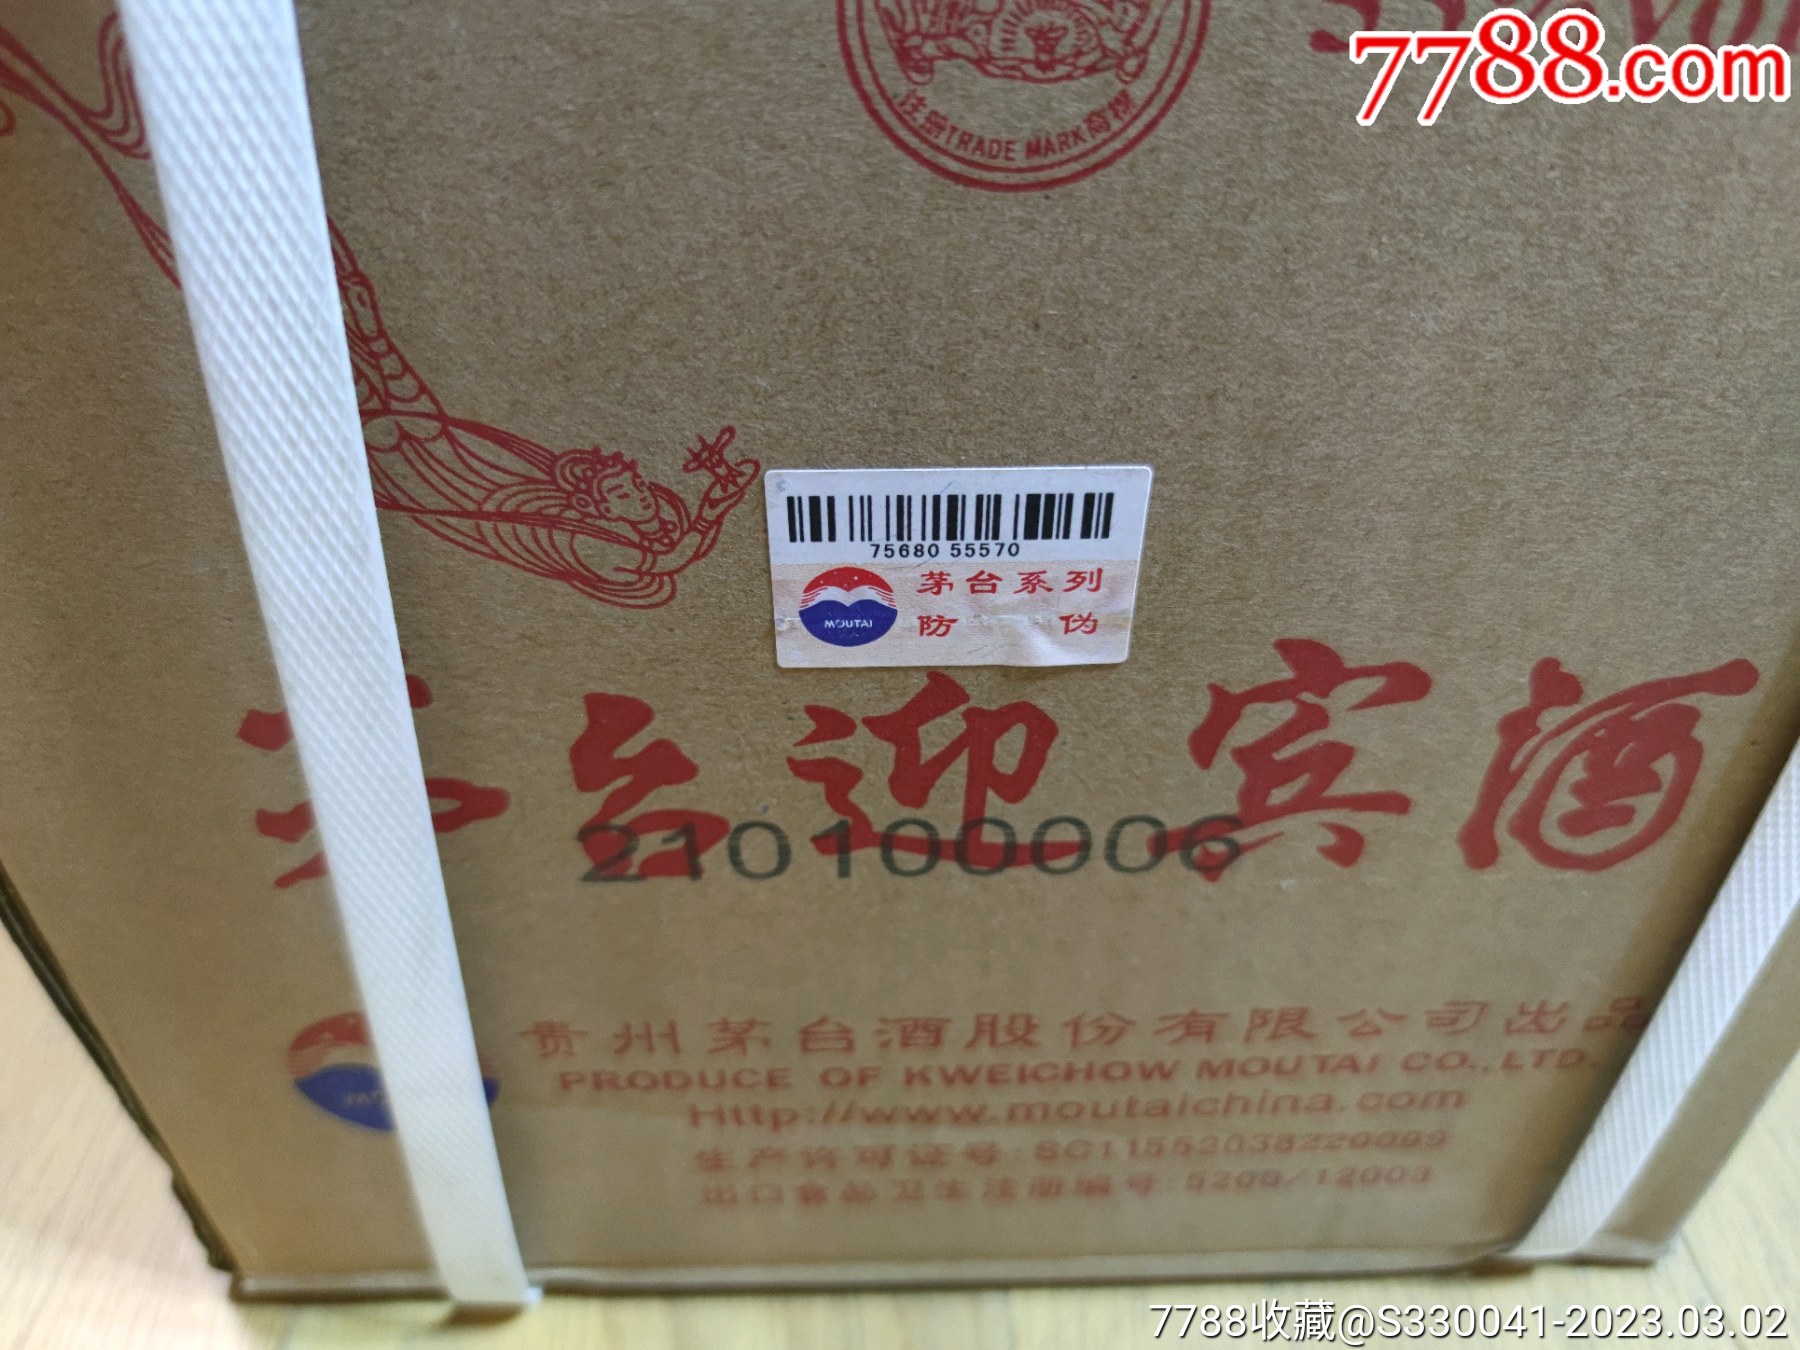 7788.com
注册TRADE MARK商标
75680 55570
茅台系列
防 伪
MOUTAI
茅台迎宾酒
210100006
贵州茅台酒股份有限公司出品
PRODUCE OF KWEICHOW MOUTAI CO.,LTD.
Http://www.moutaichina.com
生产许可证号:SC11552038220099
出口食品卫生注册编号:5200/12003
7788收藏@S330041-2023.03.02